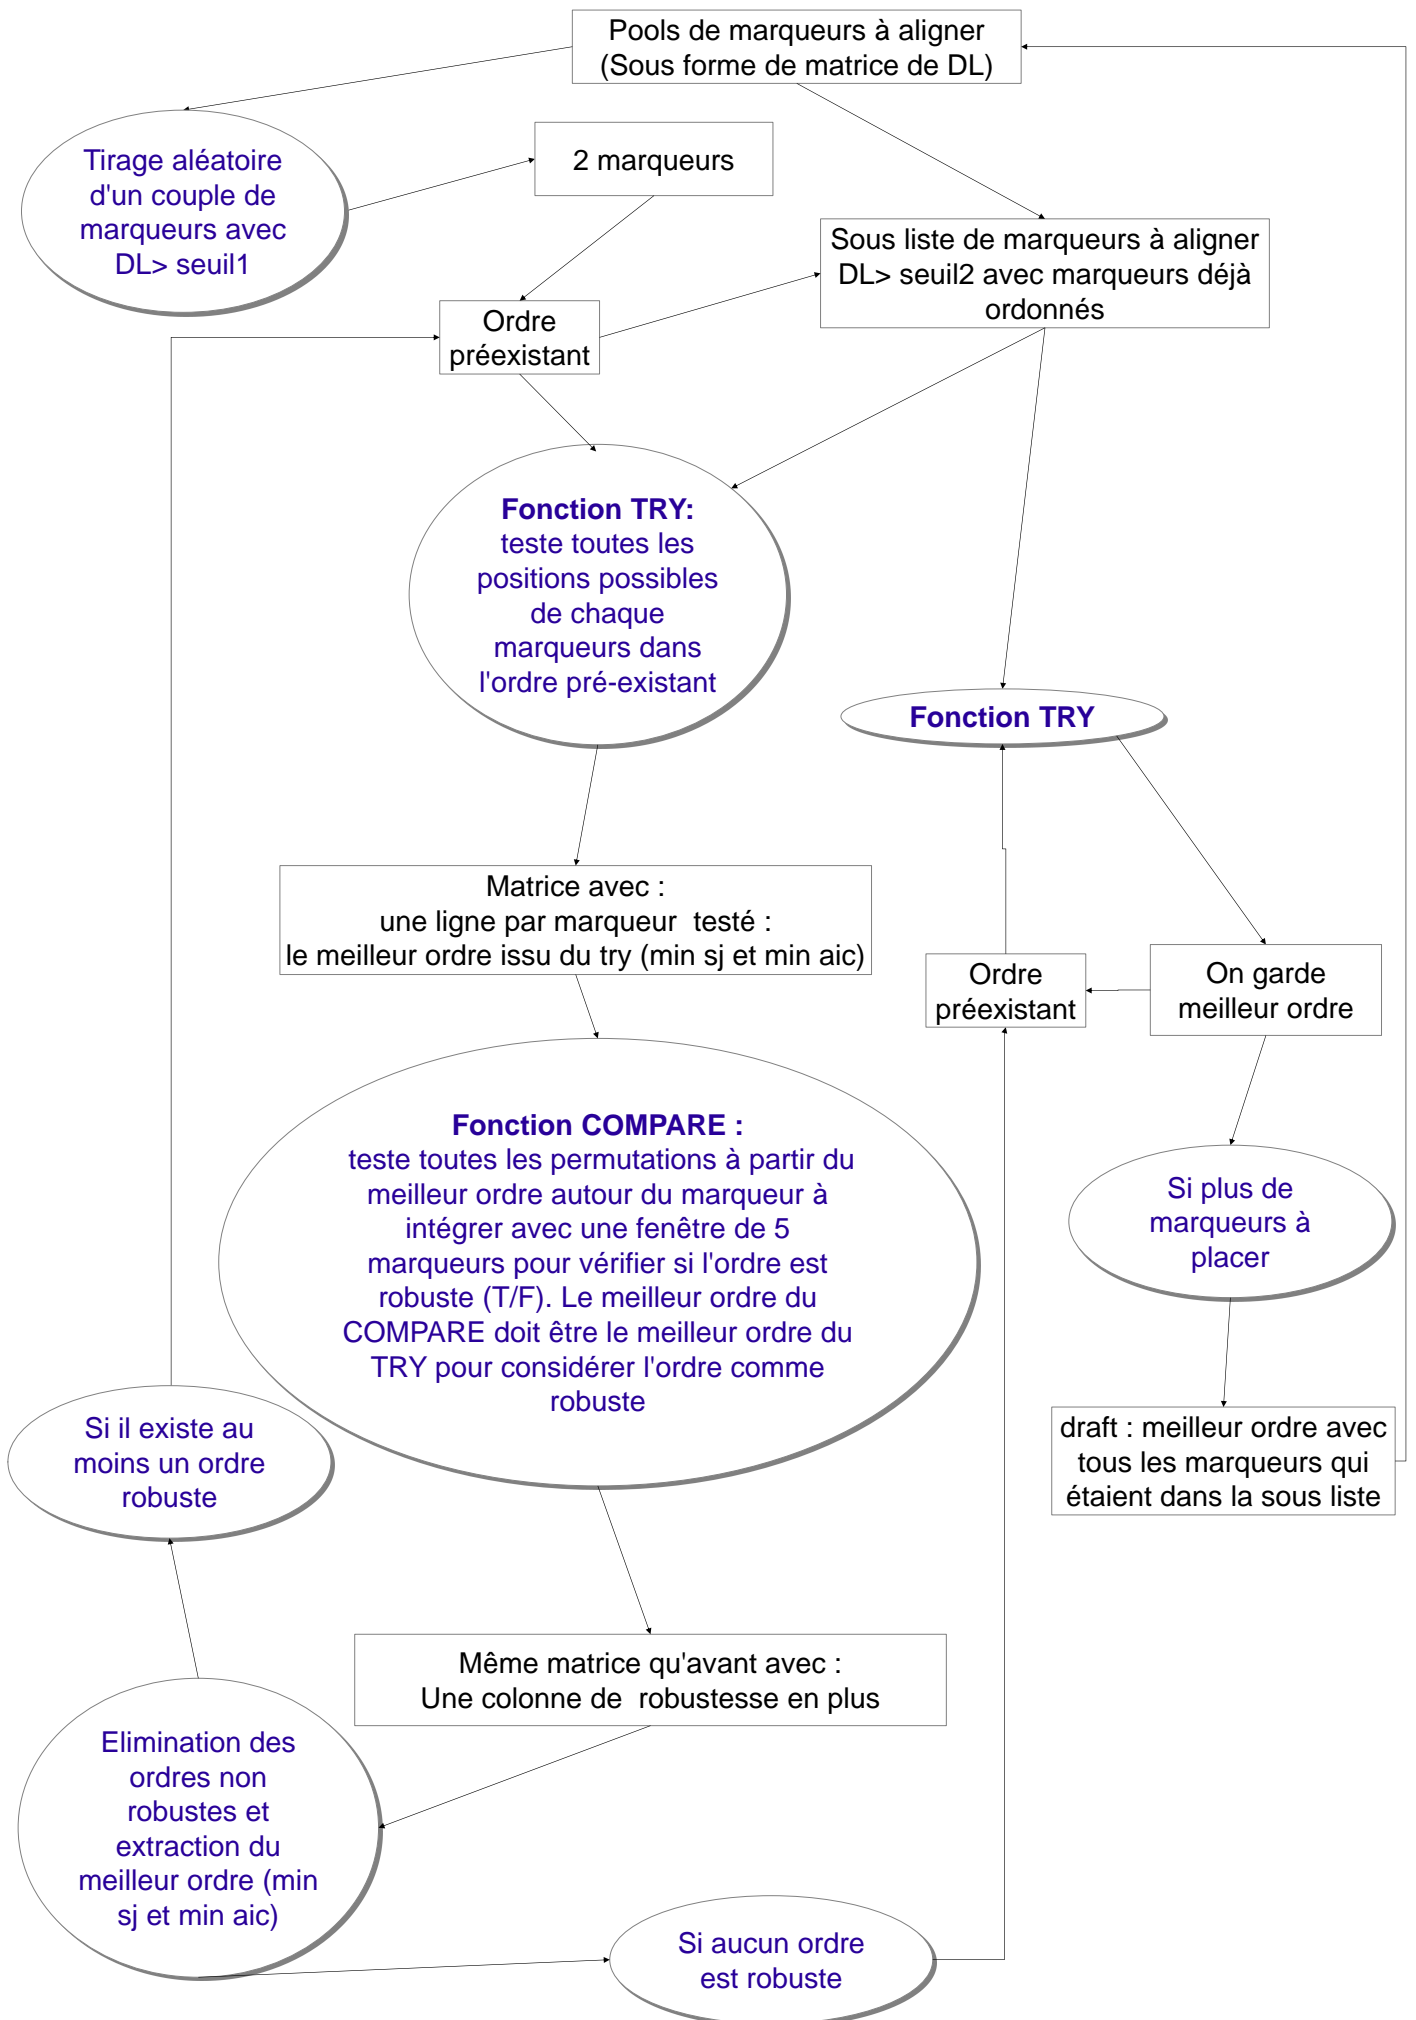 Pools de marqueurs à aligner
(Sous forme de matrice de DL)
Tirage aléatoire
d'un couple de
marqueurs avec
DL> seuil1
2 marqueurs
Sous liste de marqueurs à aligner
DL> seuil2 avec marqueurs déjà
ordonnés
Ordre
préexistant
Fonction TRY:
teste toutes les
positions possibles
de chaque
marqueurs dans
l'ordre pré-existant
Fonction TRY
Matrice avec :
une ligne par marqueur testé :
le meilleur ordre issu du try (min sj et min aic)
Ordre
préexistant
On garde
meilleur ordre
Fonction COMPARE :
teste toutes les permutations à partir du
meilleur ordre autour du marqueur à
intégrer avec une fenêtre de 5
marqueurs pour vérifier si l'ordre est
robuste (T/F). Le meilleur ordre du
COMPARE doit être le meilleur ordre du
TRY pour considérer l'ordre comme
robuste
Si plus de
marqueurs à
placer
Si il existe au
moins un ordre
robuste
draft : meilleur ordre avec
tous les marqueurs qui
étaient dans la sous liste
Même matrice qu'avant avec :
Une colonne de robustesse en plus
Elimination des
ordres non
robustes et
extraction du
meilleur ordre (min
sj et min aic)
Si aucun ordre
est robuste